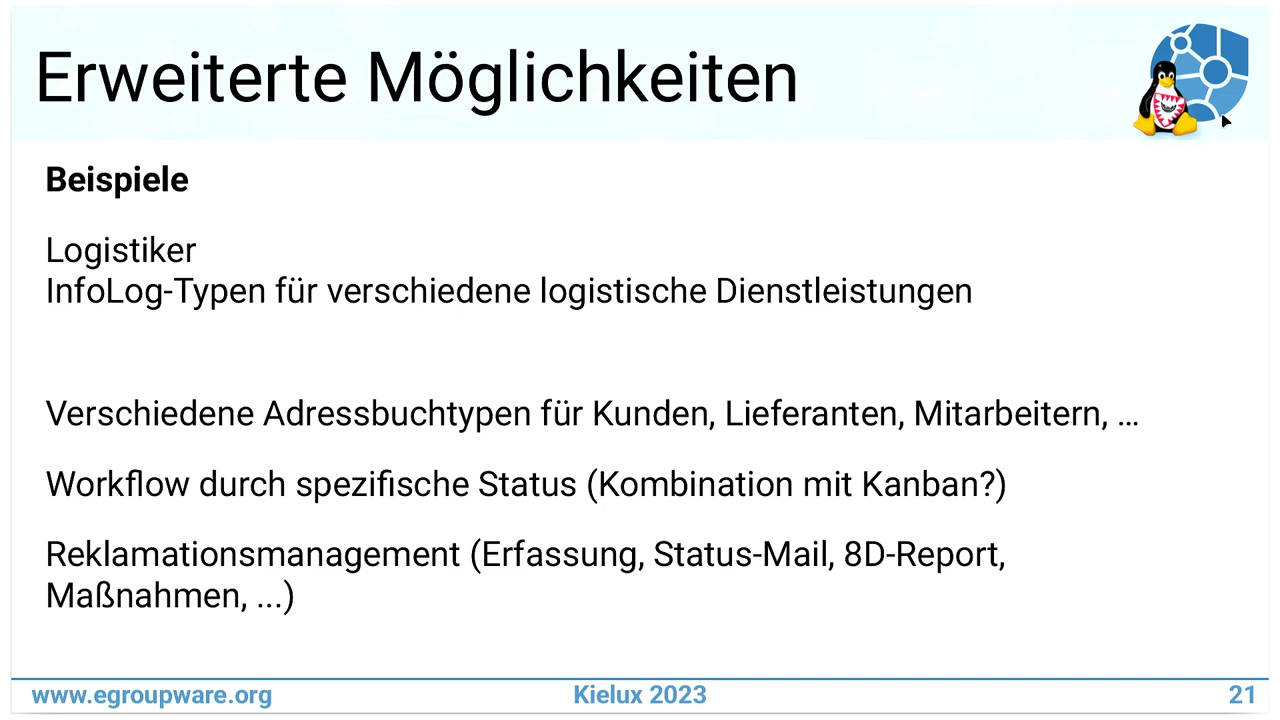 Erweiterte Möglichkeiten
Beispiele
Logistiker
InfoLog-Typen für verschiedene logistische Dienstleistungen
Verschiedene Adressbuchtypen für Kunden, Lieferanten, Mitarbeitern, …
Workflow durch spezifische Status (Kombination mit Kanban?)
Reklamationsmanagement (Erfassung, Status-Mail, 8D-Report,
Maßnahmen, ...)
www.egroupware.org
Kielux 2023
21